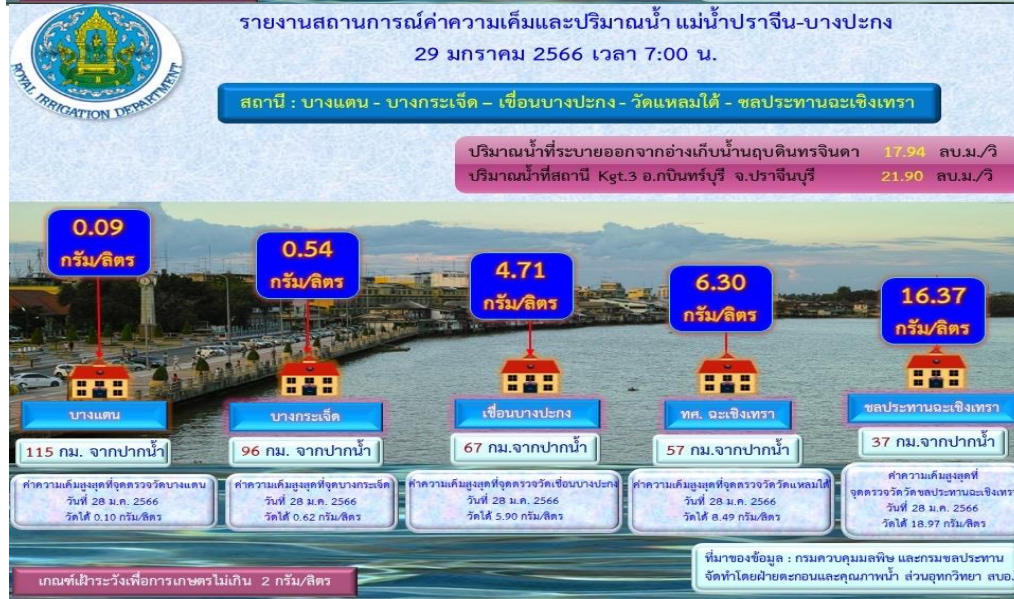 รายงานสถานการณ์ค่าความเค็มและปริมาณน้ำ แม่น้ำปราจีน-บางปะกง
29 มกราคม 2566 เวลา 7:00 น.
ROYAL IRRIGATION DEPARTMENT
สถานี : บางแตน - บางกระเจ็ด – เขื่อนบางปะกง - วัดแหลมใต้ - ชลประทานฉะเชิงเทรา
ปริมาณน้ำที่ระบายออกจากอ่างเก็บน้ำนฤบดินทรจินดา 17.94 ลบ.ม./วิ
ปริมาณน้ำที่สถานี Kgt.3 อ.กบินทร์บุรี จ.ปราจีนบุรี 21.90 ลบ.ม./วิ
0.09
กรัม/ลิตร
0.54
กรัม/ลิตร
4.71
กรัม/ลิตร
6.30
กรัม/ลิตร
16.37
กรัม/ลิตร
บางแตน
บางกระเจ็ด
เขื่อนบางปะกง
ทศ. ฉะเชิงเทรา
ชลประทานฉะเชิงเทรา
115 กม. จากปากน้ำ
96 กม. จากปากน้ำ
67 กม. จากปากน้ำ
57 กม.จากปากน้ำ
37 กม.จากปากน้ำ
ค่าความเค็มสูงสุดที่จุดตรวจวัดบางแตน
วันที่ 28 ม.ค. 2566
วัดได้ 0.10 กรัม/ลิตร
ค่าความเค็มสูงสุดที่จุดบางกระเจ็ด
วันที่ 28 ม.ค. 2566
วัดได้ 0.62 กรัม/ลิตร
ค่าความเค็มสูงสุดที่จุดตรวจวัดเขื่อนบางปะกง
วันที่ 28 ม.ค. 2566
วัดได้ 5.90 กรัม/ลิตร
ค่าความเค็มสูงสุดที่จุดตรวจวัดวัดแหลมใต้
วันที่ 28 ม.ค. 2566
วัดได้ 8.49 กรัม/ลิตร
ค่าความเค็มสูงสุดที่
จุดตรวจวัดวัดชลประทานฉะเชิงเทรา
วันที่ 28 ม.ค. 2566
วัดได้ 18.97 กรัม/ลิตร
ที่มาของข้อมูล : กรมควบคุมมลพิษ และกรมชลประทาน
จัดทำโดยฝ่ายตะกอนและคุณภาพน้ำ ส่วนอุทกวิทยา สบอ.
เกณฑ์เฝ้าระวังเพื่อการเกษตรไม่เกิน 2 กรัม/ลิตร